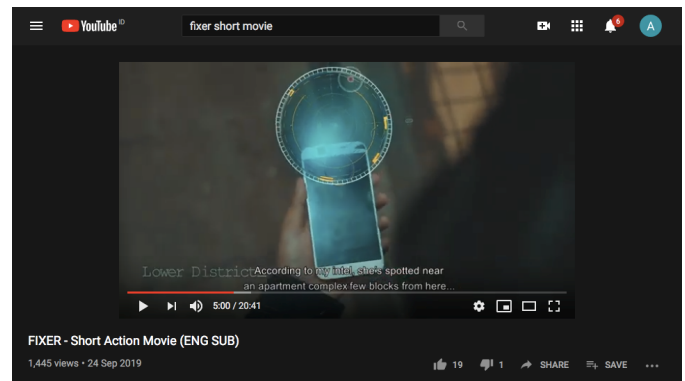 YouTube ID
fixer short movie
6
A
Lower District
According to my intel, she's spotted near
an apartment complex few blocks from here...
5:00 / 20:41
FIXER - Short Action Movie (ENG SUB)
1,445 views • 24 Sep 2019
19 1 SHARE SAVE